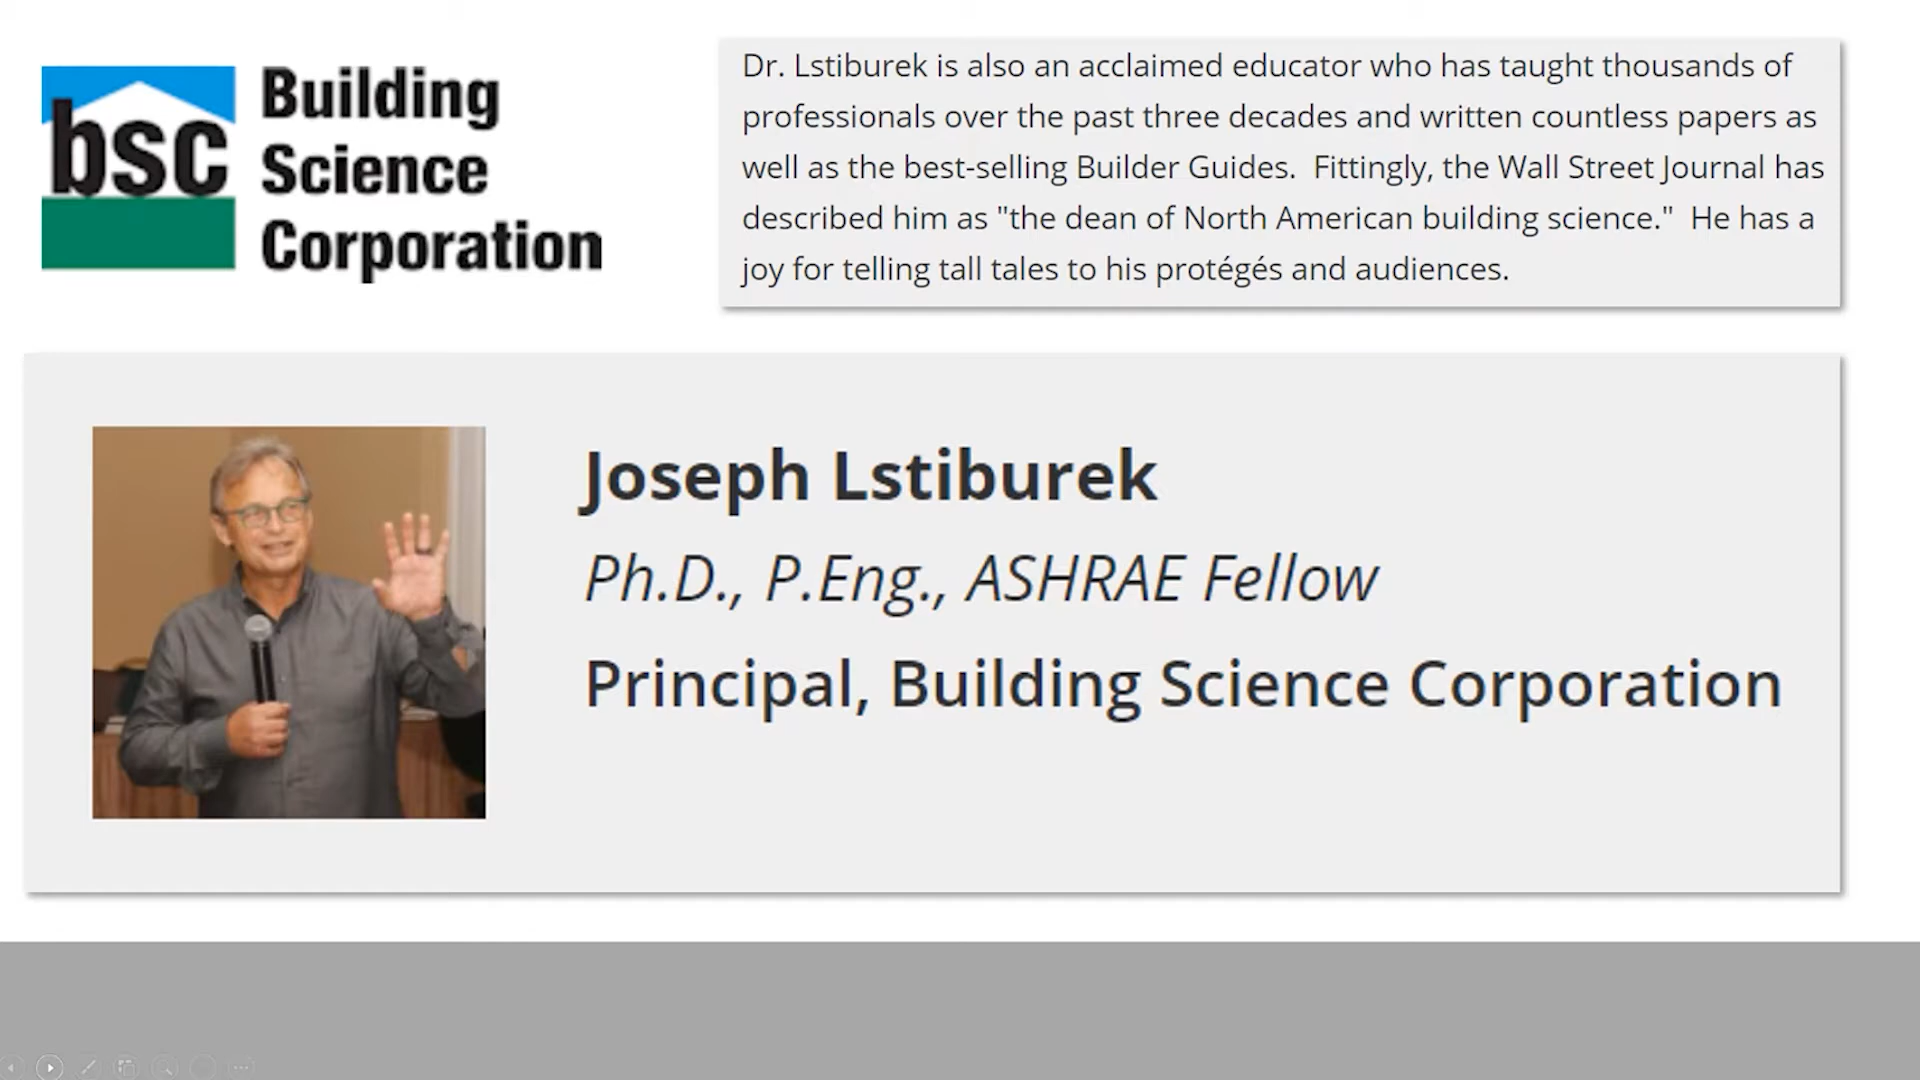 bsc
Building
Science
Corporation
Dr. Lstiburek is also an acclaimed educator who has taught thousands of
professionals over the past three decades and written countless papers as
well as the best-selling Builder Guides.  Fittingly, the Wall Street Journal has
described him as "the dean of North American building science."  He has a
joy for telling tall tales to his protégés and audiences.
Joseph Lstiburek
Ph.D., P.Eng., ASHRAE Fellow
Principal, Building Science Corporation